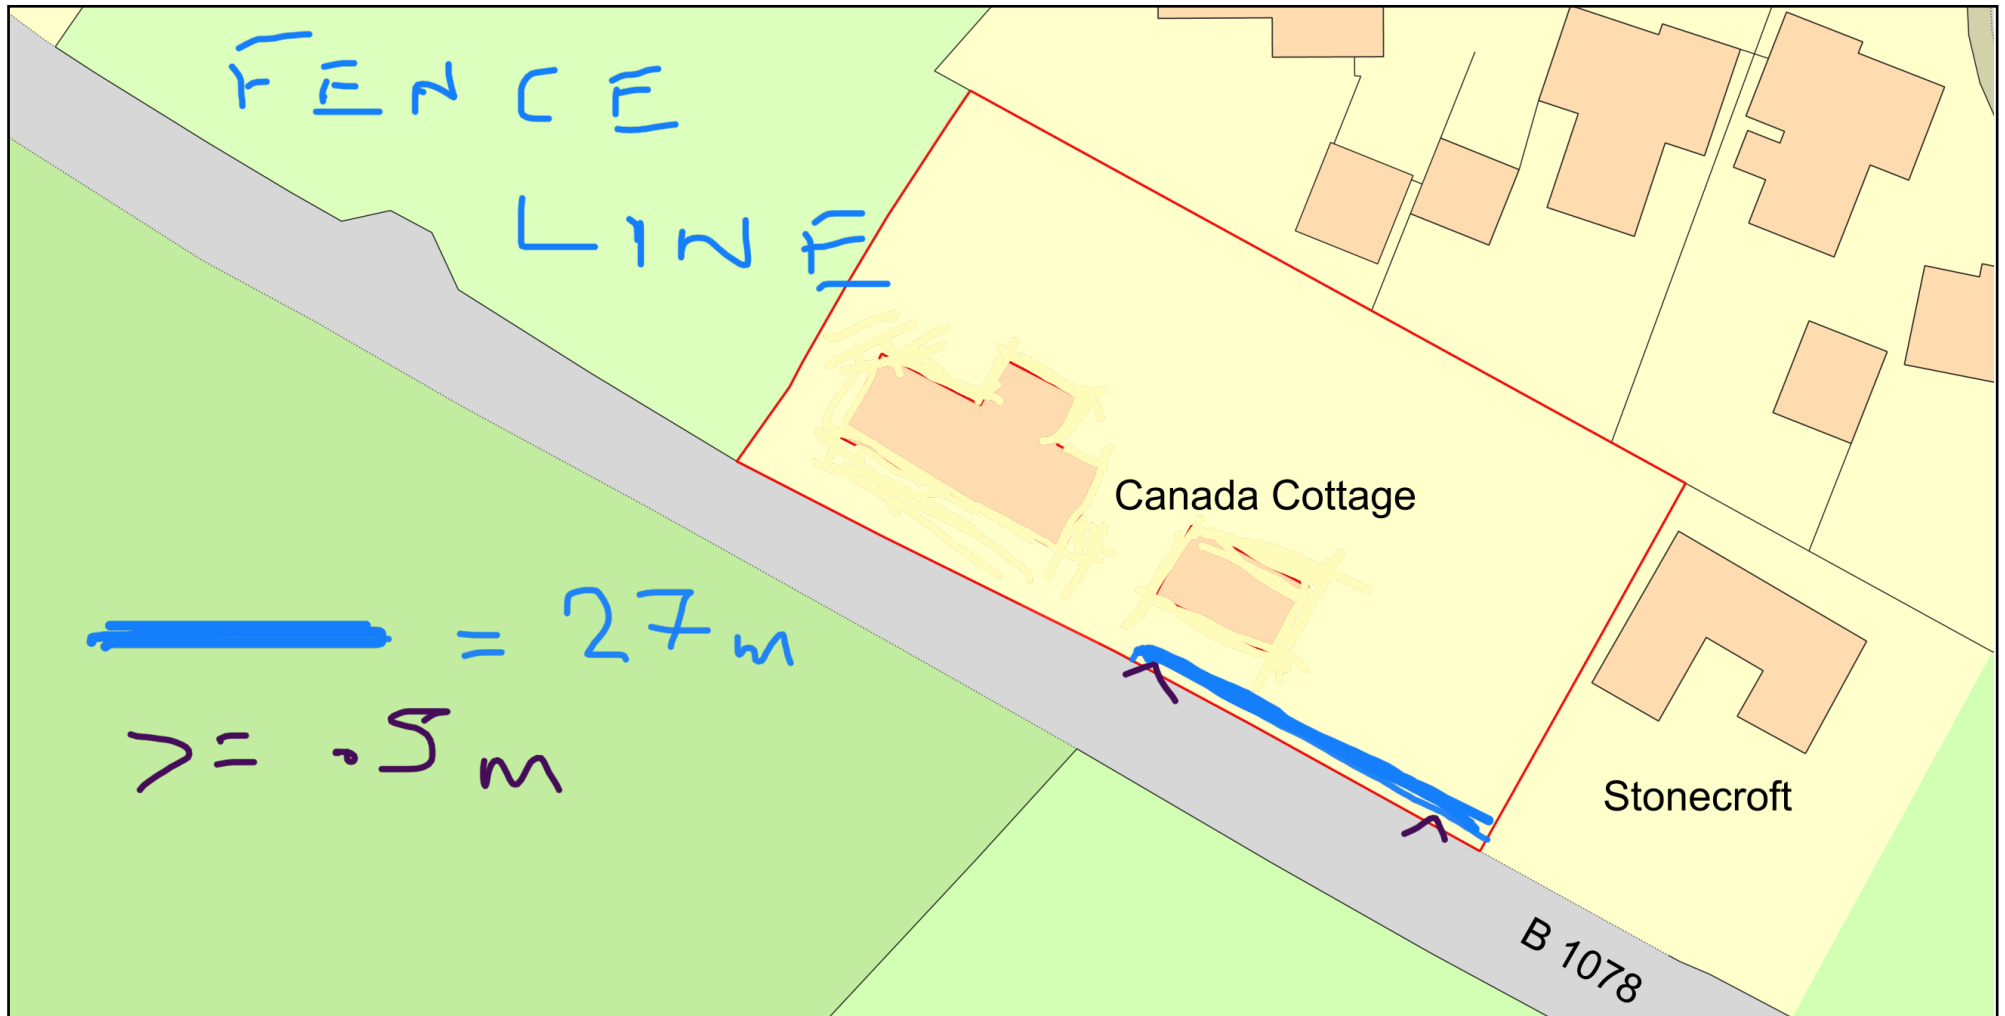 FENCE
LINE
Canada Cottage
= 27m
>= .5m
Stonecroft
B 1078